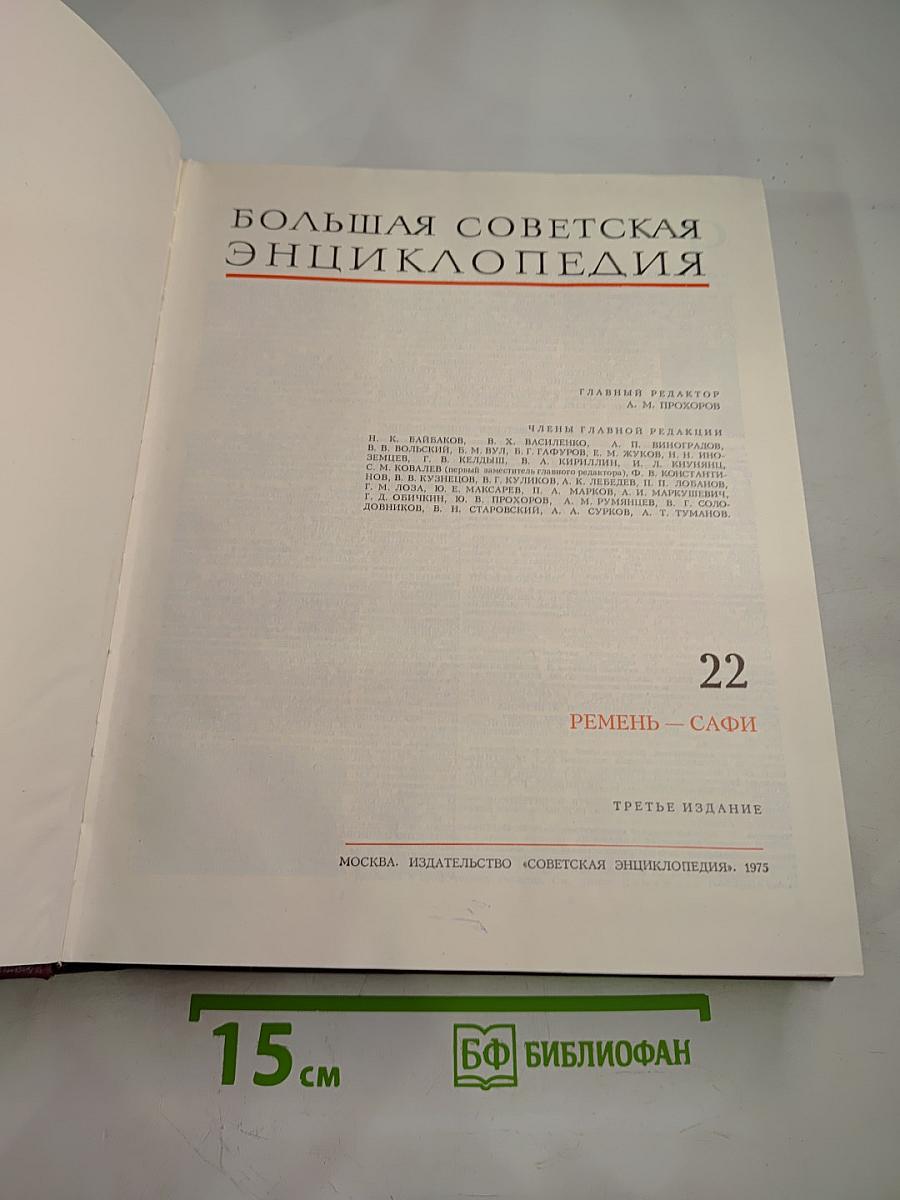 БОЛЬШАЯ СОВЕТСКАЯ
ЭНЦИКЛОПЕДИЯ
ГЛАВНЫЙ РЕДАКТОР
А. М. ПРОХОРОВ
ЧЛЕНЫ ГЛАВНОЙ РЕДАКЦИИ
Н. К. БАЙБАКОВ, В. Х. ВАСИЛЕНКО, А. П. ВИНОГРАДОВ,
В. В. ВОЛЬСКИЙ, Б. М. ВУЛ, Б. Г. ГАФУРОВ, Е. М. ЖУКОВ, Н. Н. ИНО-
ЗЕМЦЕВ, Г. В. КЕЛДЫШ, В. А. КИРИЛЛИН, И. Л. КНУНЯНЦ,
С. М. КОВАЛЕВ (первый заместитель главного редактора), Ф. В. КОНСТАНТИ-
НОВ, В. В. КУЗНЕЦОВ, В. Г. КУЛИКОВ, А. К. ЛЕБЕДЕВ, П. П. ЛОБАНОВ,
Г. М. ЛОЗА, Ю. Е. МАКСАРЕВ, П. А. МАРКОВ, А. И. МАРКУШЕВИЧ,
Г. Д. ОБИЧКИН, Ю. В. ПРОХОРОВ, А. М. РУМЯНЦЕВ, В. Г. СОЛО-
ДОВНИКОВ, В. Н. СТАРОВСКИЙ, А. А. СУРКОВ, А. Т. ТУМАНОВ.
22
РЕМЕНЬ — САФИ
ТРЕТЬЕ ИЗДАНИЕ
МОСКВА. ИЗДАТЕЛЬСТВО «СОВЕТСКАЯ ЭНЦИКЛОПЕДИЯ». 1975
15 см
БФ БИБЛИОФАН